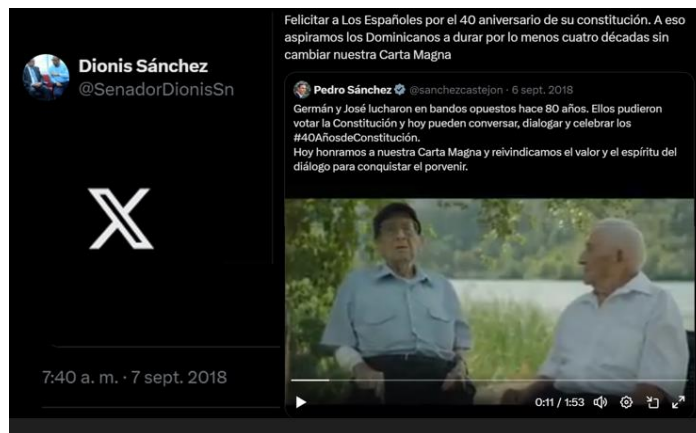 Dionis Sánchez
@SenadorDionisSn
7:40 a. m. · 7 sept. 2018
Felicitar a Los Españoles por el 40 aniversario de su constitución. A eso
aspiramos los Dominicanos a durar por lo menos cuatro décadas sin
cambiar nuestra Carta Magna
Pedro Sánchez @sanchezcastejon · 6 sept. 2018
Germán y José lucharon en bandos opuestos hace 80 años. Ellos pudieron
votar la Constitución y hoy pueden conversar, dialogar y celebrar los
#40AñosdeConstitución.
Hoy honramos a nuestra Carta Magna y reivindicamos el valor y el espíritu del
diálogo para conquistar el porvenir.
0:11 / 1:53